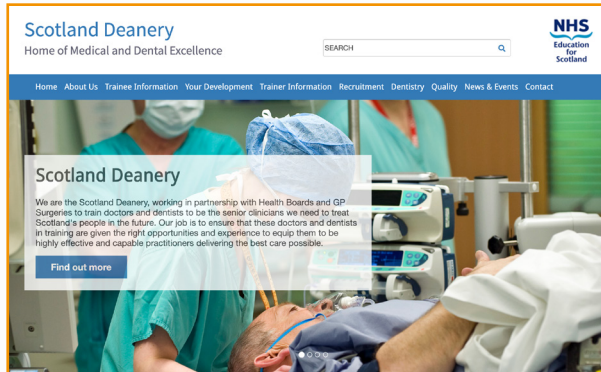 Scotland Deanery
Home of Medical and Dental Excellence
SEARCH
NHS
Education
for
Scotland
Home About Us Trainee Information Your Development Trainer Information Recruitment Dentistry Quality News & Events Contact
Scotland Deanery
We are the Scotland Deanery, working in partnership with Health Boards and GP
Surgeries to train doctors and dentists to be the senior clinicians we need to treat
Scotland's people in the future. Our job is to ensure that these doctors and dentists
in training are given the right opportunities and experience to equip them to be
highly effective and capable practitioners delivering the best care possible.
Find out more